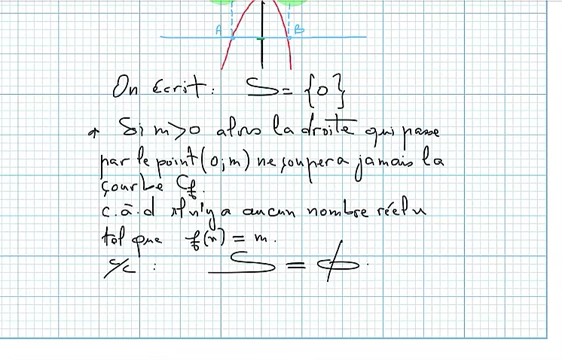 A B
On écrit : S = {0}
* Si m > 0 alors la droite qui passe
par le point (0; m) ne coupera jamais la
courbe Cf.
c.à.d il n'y a aucun nombre réel x
tel que f(x) = m.
S = ∅.